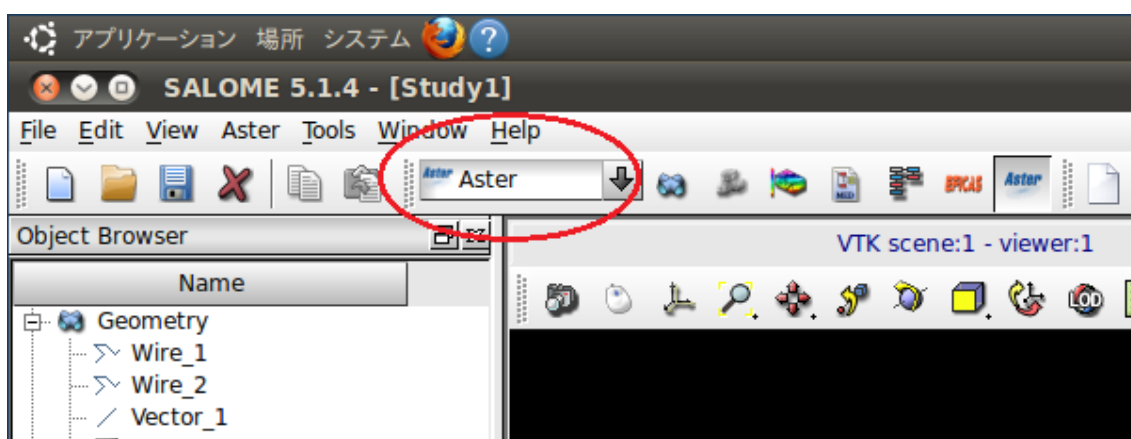 アプリケーション 場所 システム
SALOME 5.1.4 - [Study1]
File Edit View Aster Tools Window Help
Aster Aster MED EFICAS Aster
Object Browser
VTK scene:1 - viewer:1
Name
LOD
Geometry
Wire_1
Wire_2
Vector_1